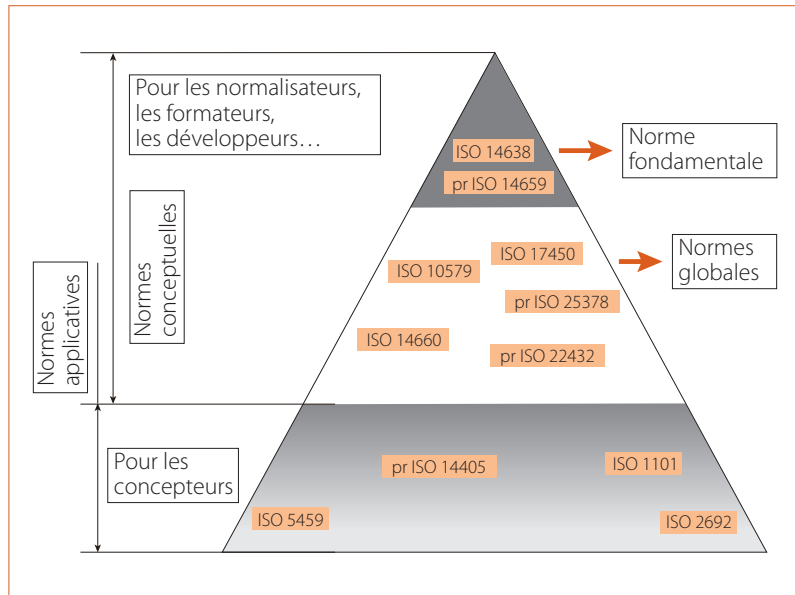 Pour les normalisateurs,
les formateurs,
les développeurs…
ISO 14638
pr ISO 14659
Norme
fondamentale
Normes
conceptuelles
ISO 10579
ISO 17450
Normes
globales
pr ISO 25378
ISO 14660
pr ISO 22432
Normes
applicatives
Pour les
concepteurs
pr ISO 14405
ISO 1101
ISO 5459
ISO 2692